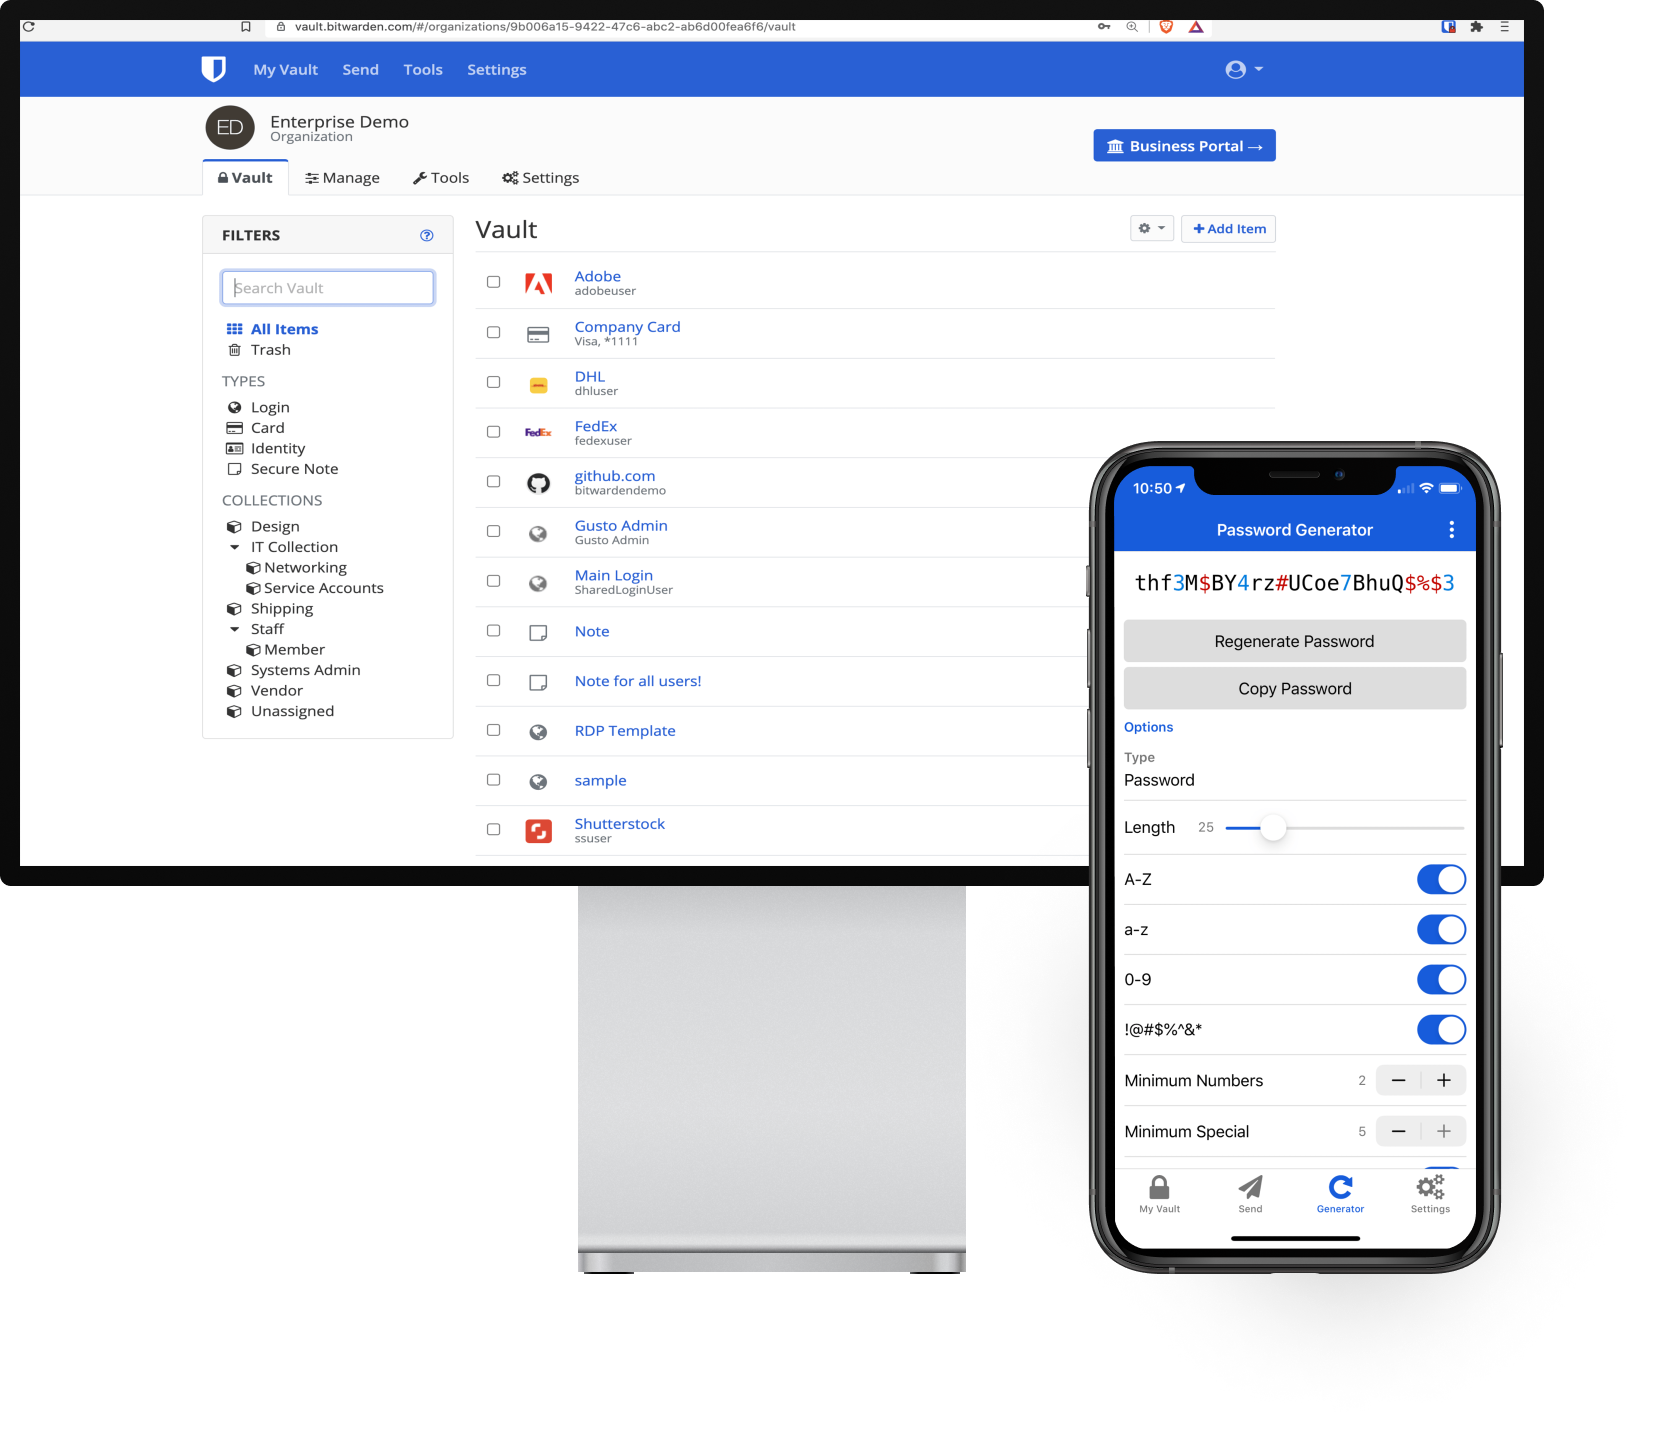 vault.bitwarden.com/#/organizations/9b006a15-9422-47c6-abc2-ab6d00fea6f6/vault
My Vault Send Tools Settings
ED
Enterprise Demo
Organization
Business Portal →
Vault Manage Tools Settings
FILTERS
Search Vault
All Items
Trash
TYPES
Login
Card
Identity
Secure Note
COLLECTIONS
Design
IT Collection
Networking
Service Accounts
Shipping
Staff
Member
Systems Admin
Vendor
Unassigned
Vault
+ Add Item
Adobe
adobeuser
Company Card
Visa, *1111
DHL
dhluser
FedEx
FedEx
fedexuser
github.com
bitwardendemo
Gusto Admin
Gusto Admin
Main Login
SharedLoginUser
Note
Note for all users!
RDP Template
sample
Shutterstock
ssuser
10:50
Password Generator
thf3M$BY4rz#UCoe7BhuQ$%$3
Regenerate Password
Copy Password
Options
Type
Password
Length 25
A-Z
a-z
0-9
!@#$%^&*
Minimum Numbers 2 − +
Minimum Special 5 − +
My Vault Send Generator Settings